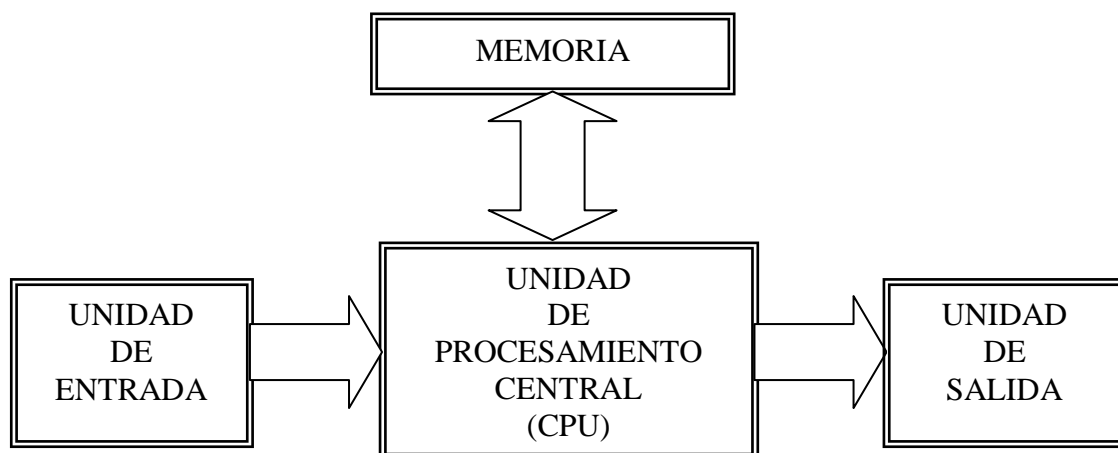 MEMORIA
UNIDAD
DE
ENTRADA
UNIDAD
DE
PROCESAMIENTO
CENTRAL
(CPU)
UNIDAD
DE
SALIDA